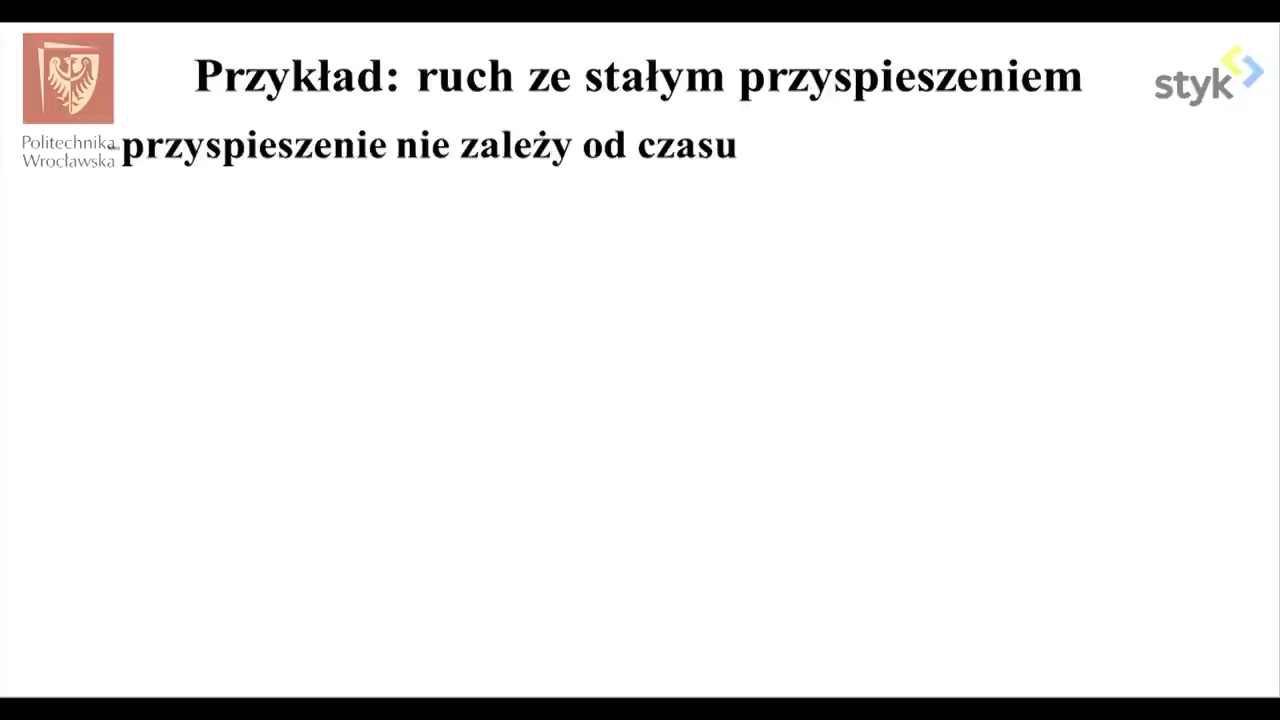 Przykład: ruch ze stałym przyspieszeniem
styk
Politechnika
Wrocławska
- przyspieszenie nie zależy od czasu